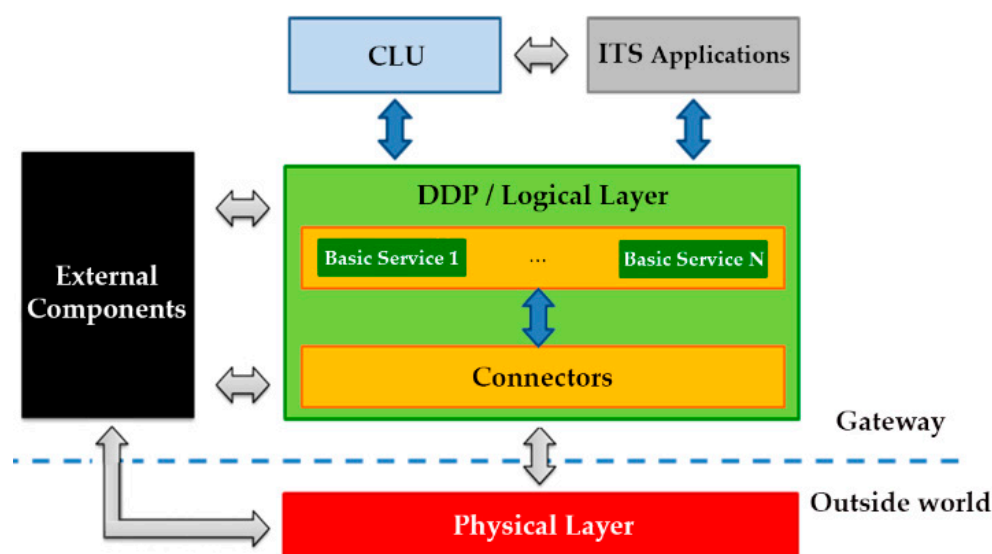 CLU
ITS Applications
DDP / Logical Layer
Basic Service 1
...
Basic Service N
External
Components
Connectors
Gateway
Outside world
Physical Layer